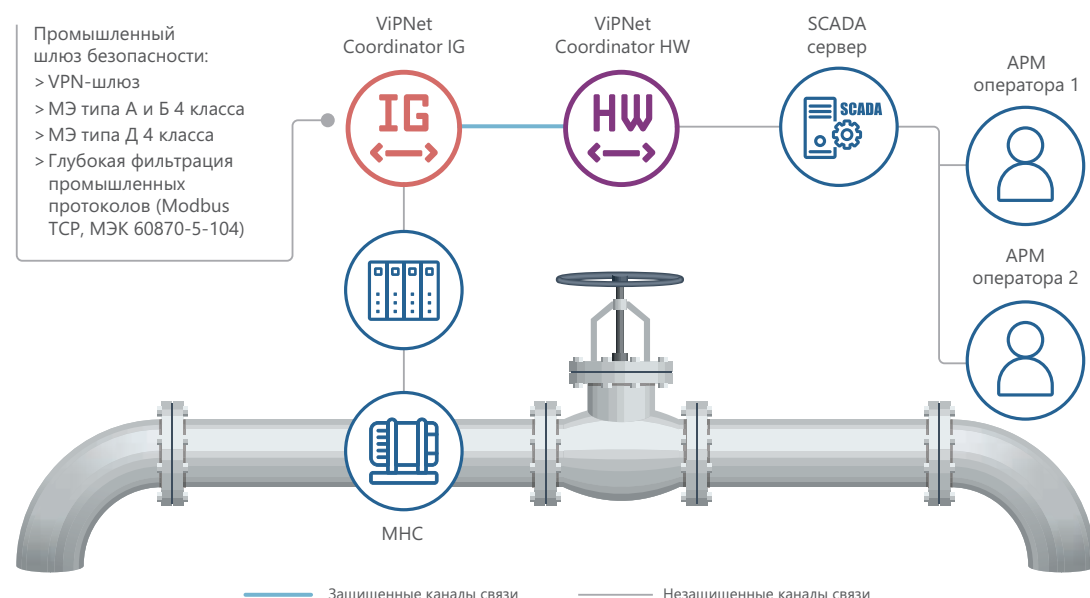 Промышленный
шлюз безопасности:
> VPN-шлюз
> МЭ типа А и Б 4 класса
> МЭ типа Д 4 класса
> Глубокая фильтрация
промышленных
протоколов (Modbus
TCP, МЭК 60870-5-104)
ViPNet
Coordinator IG
IG
ViPNet
Coordinator HW
HW
SCADA
сервер
SCADA
АРМ
оператора 1
АРМ
оператора 2
МНС
Защищенные каналы связи
Незащищенные каналы связи